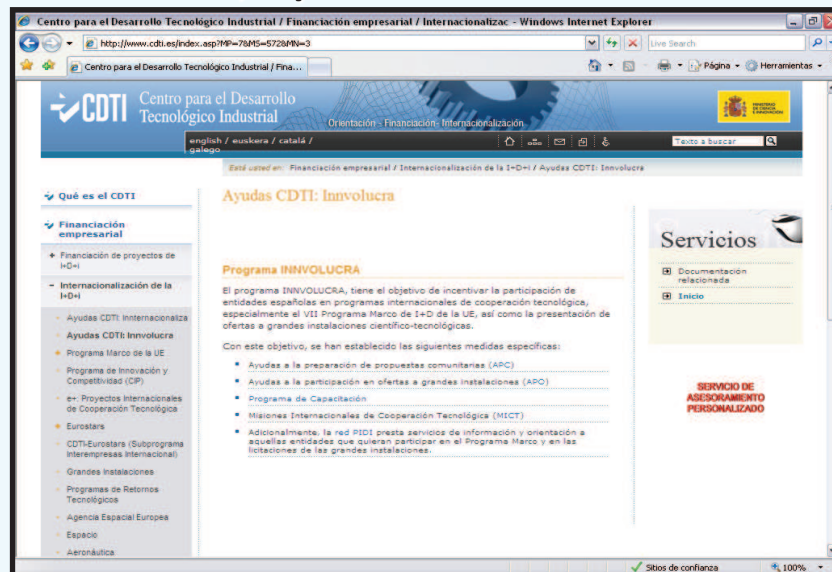 Centro para el Desarrollo Tecnológico Industrial / Financiación empresarial / Internacionalizac - Windows Internet Explorer
http://www.cdti.es/index.asp?MP=7&MS=572&MN=3
Live Search
Centro para el Desarrollo Tecnológico Industrial / Fina...
Página
Herramientas
CDTI
Centro para el Desarrollo
Tecnológico Industrial
Orientación - Financiación - Internacionalización
english / euskera / català /
galego
Texto a buscar
Está usted en: Financiación empresarial / Internacionalización de la I+D+i / Ayudas CDTI: Innvolucra
Qué es el CDTI
Financiación
empresarial
+ Financiación de proyectos de
I+D+i
- Internacionalización de la
I+D+i
Ayudas CDTI: Innternacionaliza
Ayudas CDTI: Innvolucra
Programa Marco de la UE
Programa de Innovación y
Competitividad (CIP)
e+: Proyectos Internacionales
de Cooperación Tecnológica
Eurostars
CDTI-Eurostars (Subprograma
Interempresas Internacional)
Grandes Instalaciones
Programas de Retornos
Tecnológicos
Agencia Espacial Europea
Espacio
Aeronáutica
Ayudas CDTI: Innvolucra
Programa INNVOLUCRA
El programa INNVOLUCRA, tiene el objetivo de incentivar la participación de
entidades españolas en programas internacionales de cooperación tecnológica,
especialmente el VII Programa Marco de I+D de la UE, así como la presentación de
ofertas a grandes instalaciones científico-tecnológicas.
Con este objetivo, se han establecido las siguientes medidas específicas:
Ayudas a la preparación de propuestas comunitarias (APC)
Ayudas a la participación en ofertas a grandes instalaciones (APO)
Programa de Capacitación
Misiones Internacionales de Cooperación Tecnológica (MICT)
Adicionalmente, la red PIDI presta servicios de información y orientación a
aquellas entidades que quieran participar en el Programa Marco y en las
licitaciones de las grandes instalaciones.
Servicios
Documentación
relacionada
Inicio
SERVICIO DE
ASESORAMIENTO
PERSONALIZADO
Sitios de confianza
100%